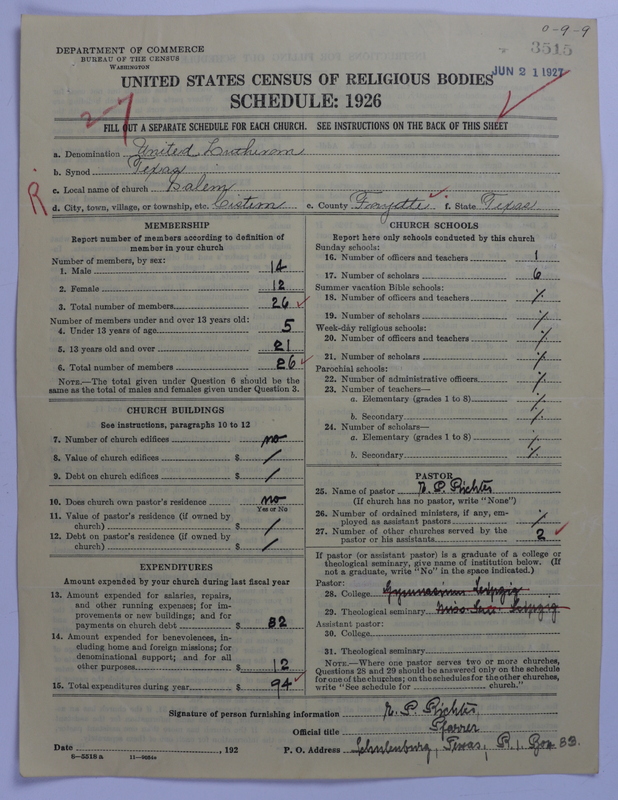 0-9-9
3515
DEPARTMENT OF COMMERCE
BUREAU OF THE CENSUS
WASHINGTON
JUN 21 1927
UNITED STATES CENSUS OF RELIGIOUS BODIES
SCHEDULE: 1926
2-7
FILL OUT A SEPARATE SCHEDULE FOR EACH CHURCH. SEE INSTRUCTIONS ON THE BACK OF THIS SHEET
a. Denomination United Lutheran
b. Synod Texas
c. Local name of church Salem
R.
d. City, town, village, or township, etc. Cistern e. County Fayette f. State Texas
MEMBERSHIP
Report number of members according to definition of
member in your church
Number of members, by sex:
1. Male 14
2. Female 12
3. Total number of members 26
Number of members under and over 13 years old:
4. Under 13 years of age 5
5. 13 years old and over 21
6. Total number of members 26
NOTE.—The total given under Question 6 should be the
same as the total of males and females given under Question 3.
CHURCH BUILDINGS
See instructions, paragraphs 10 to 12
7. Number of church edifices no
8. Value of church edifices $ /
9. Debt on church edifices $ /
10. Does church own pastor's residence no
Yes or No
11. Value of pastor's residence (if owned by
church) $ /
12. Debt on pastor's residence (if owned by
church) $ /
EXPENDITURES
Amount expended by your church during last fiscal year
13. Amount expended for salaries, repairs,
and other running expenses; for im-
provements or new buildings; and for
payments on church debt $ 82
14. Amount expended for benevolences, in-
cluding home and foreign missions; for
denominational support; and for all
other purposes $ 12
15. Total expenditures during year $ 94
CHURCH SCHOOLS
Report here only schools conducted by this church
Sunday schools:
16. Number of officers and teachers 1
17. Number of scholars 6
Summer vacation Bible schools:
18. Number of officers and teachers ·/.
19. Number of scholars ·/.
Week-day religious schools:
20. Number of officers and teachers ·/.
21. Number of scholars ·/.
Parochial schools:
22. Number of administrative officers ·/.
23. Number of teachers—
a. Elementary (grades 1 to 8) ·/.
b. Secondary ·/.
24. Number of scholars—
a. Elementary (grades 1 to 8) ·/.
b. Secondary ·/.
PASTOR
25. Name of pastor E. P. Richter
(If church has no pastor, write "None")
26. Number of ordained ministers, if any, em-
ployed as assistant pastors ·/.
27. Number of other churches served by the
pastor or his assistants 2
If pastor (or assistant pastor) is a graduate of a college or
theological seminary, give name of institution below. (If
not a graduate, write "No" in the space indicated.)
Pastor:
28. College Gymnasium Leipzig
29. Theological seminary Miss. Leipzig
Assistant pastor:
30. College
31. Theological seminary
NOTE.—Where one pastor serves two or more churches,
Questions 28 and 29 should be answered only on the schedule
for one of the churches; on the schedules for the other churches,
write "See schedule for church."
Signature of person furnishing information E. P. Richter
Official title Pfarrer
Date , 192 P. O. Address Schulenburg, Texas, R. 1, Box 83.
8-5518 a 11-9684a